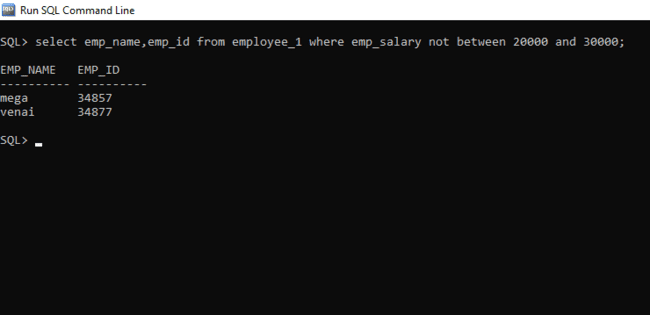 Run SQL Command Line
SQL> select emp_name,emp_id from employee_1 where emp_salary not between 20000 and 30000;
EMP_NAME   EMP_ID
---------- ----------
mega       34857
venai      34877
SQL>